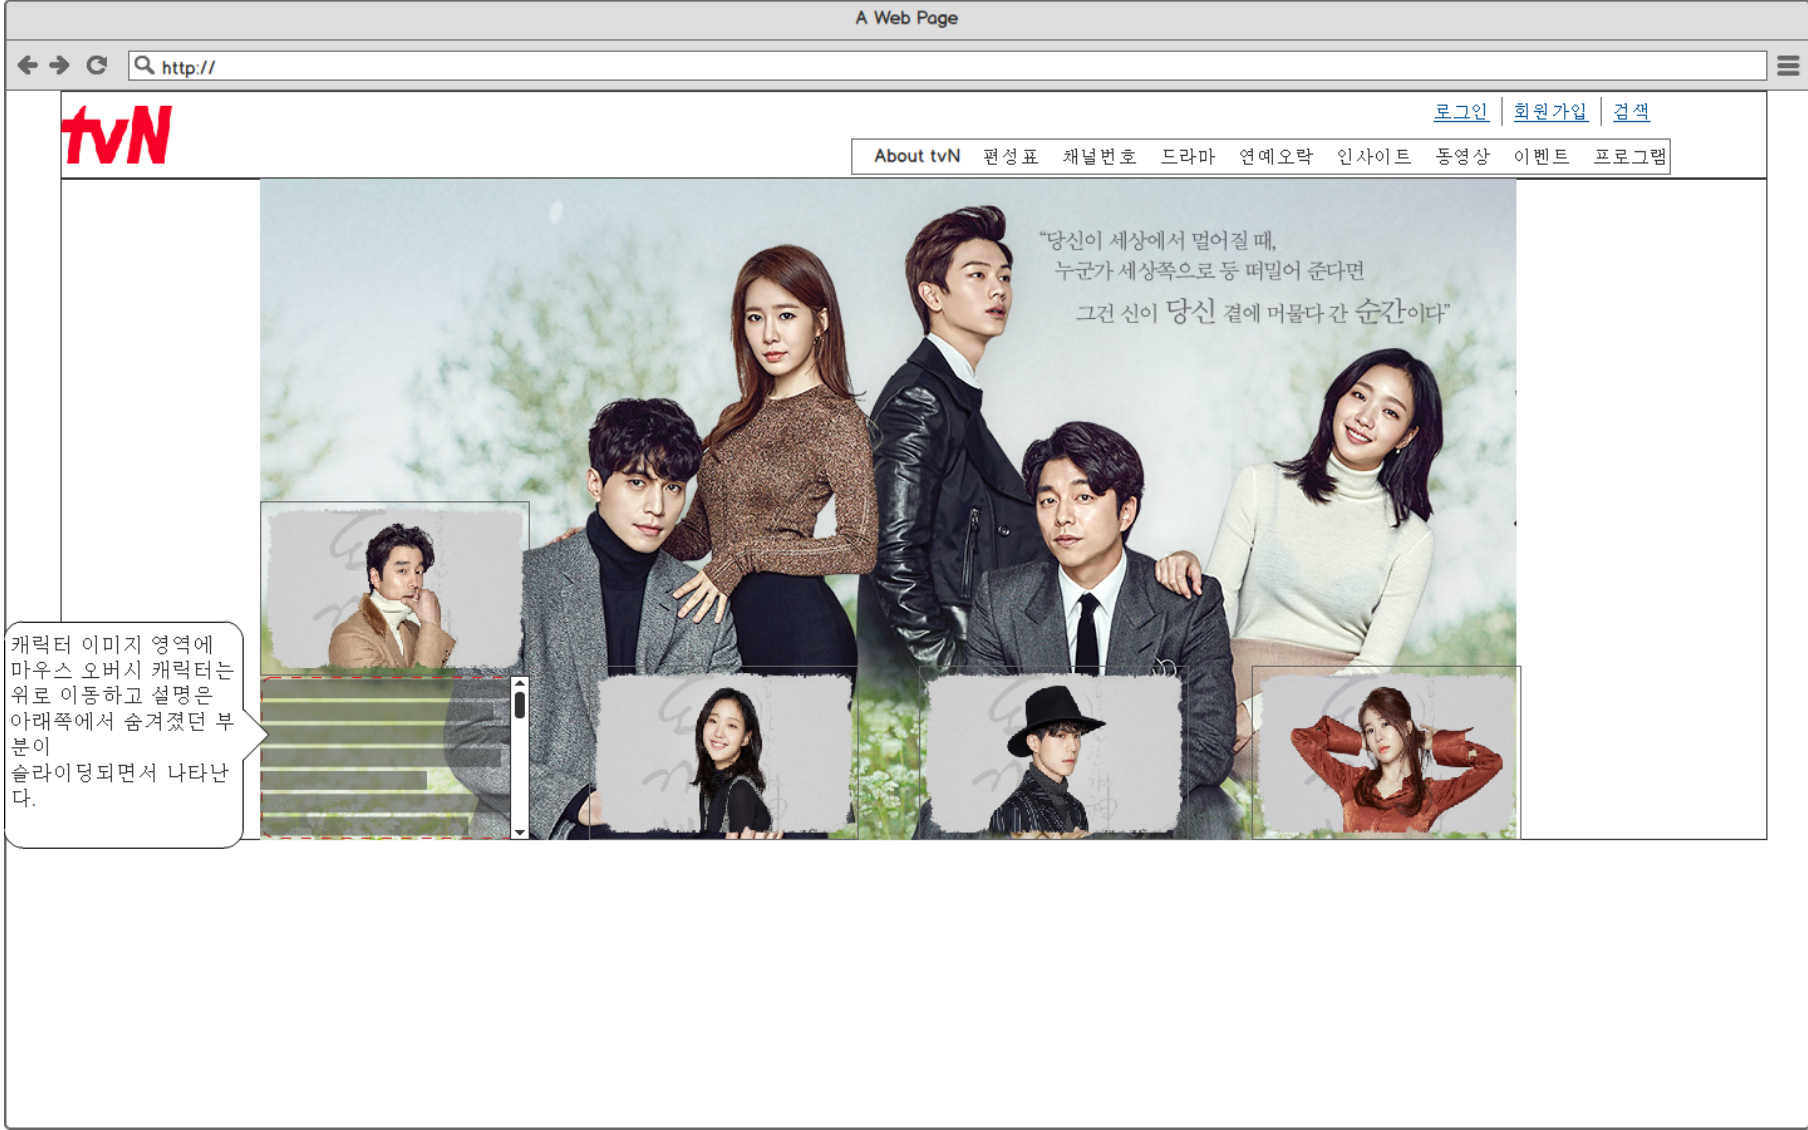 A Web Page
http://
tvN
로그인 회원가입 검색
About tvN 편성표 채널번호 드라마 연예오락 인사이트 동영상 이벤트 프로그램
“당신이 세상에서 멀어질 때,
누군가 세상쪽으로 등 떠밀어 준다면
그건 신이 당신 곁에 머물다 간 순간이다”
캐릭터 이미지 영역에
마우스 오버시 캐릭터는
위로 이동하고 설명은
아래쪽에서 숨겨졌던 부
분이
슬라이딩되면서 나타난
다.